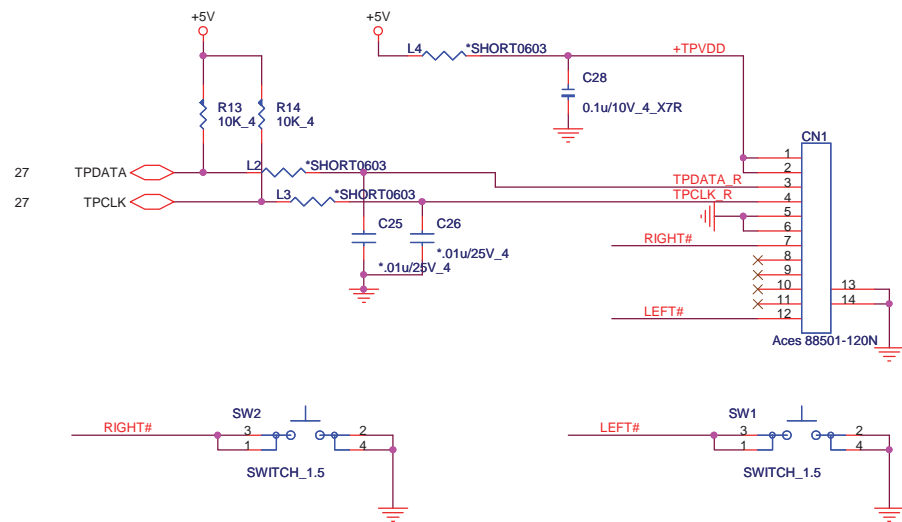 +5V
+5V
L4
*SHORT0603
+TPVDD
C28
0.1u/10V_4_X7R
R13
10K_4
R14
10K_4
CN1
27
TPDATA
L2
*SHORT0603
TPDATA_R
27
TPCLK
L3
*SHORT0603
TPCLK_R
C25
*.01u/25V_4
C26
*.01u/25V_4
RIGHT#
LEFT#
1
2
3
4
5
6
7
8
9
10
11
12
13
14
Aces 88501-120N
RIGHT#
SW2
3
1
2
4
SWITCH_1.5
LEFT#
SW1
3
1
2
4
SWITCH_1.5